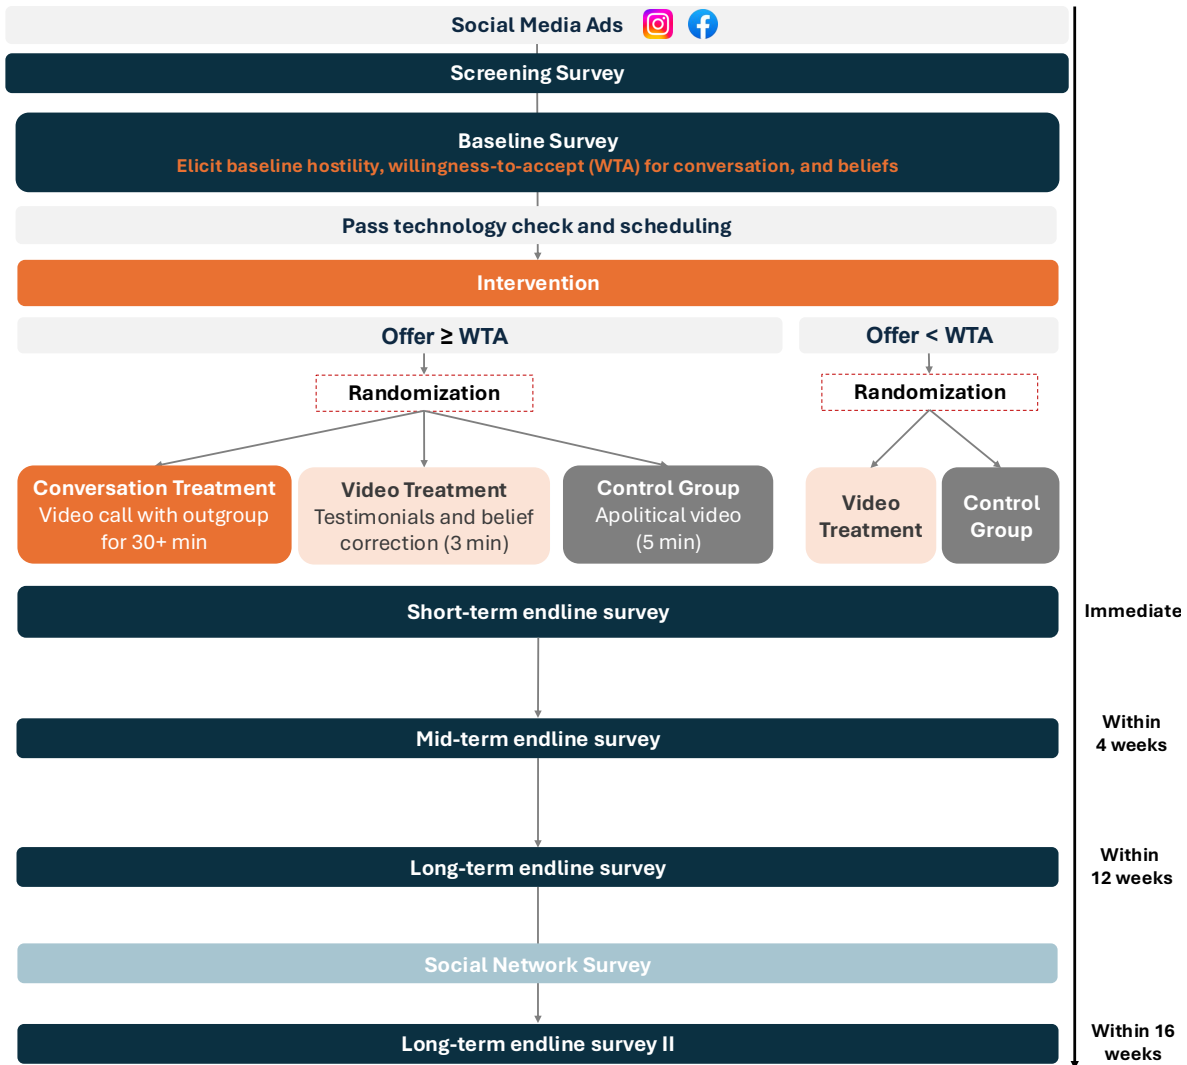 Social Media Ads
Screening Survey
Baseline Survey
Elicit baseline hostility, willingness-to-accept (WTA) for conversation, and beliefs
Pass technology check and scheduling
Intervention
Offer ≥ WTA
Offer < WTA
Randomization
Randomization
Conversation Treatment
Video call with outgroup
for 30+ min
Video Treatment
Testimonials and belief
correction (3 min)
Control Group
Apolitical video
(5 min)
Video
Treatment
Control
Group
Short-term endline survey
Immediate
Mid-term endline survey
Within
4 weeks
Long-term endline survey
Within
12 weeks
Social Network Survey
Long-term endline survey II
Within 16
weeks